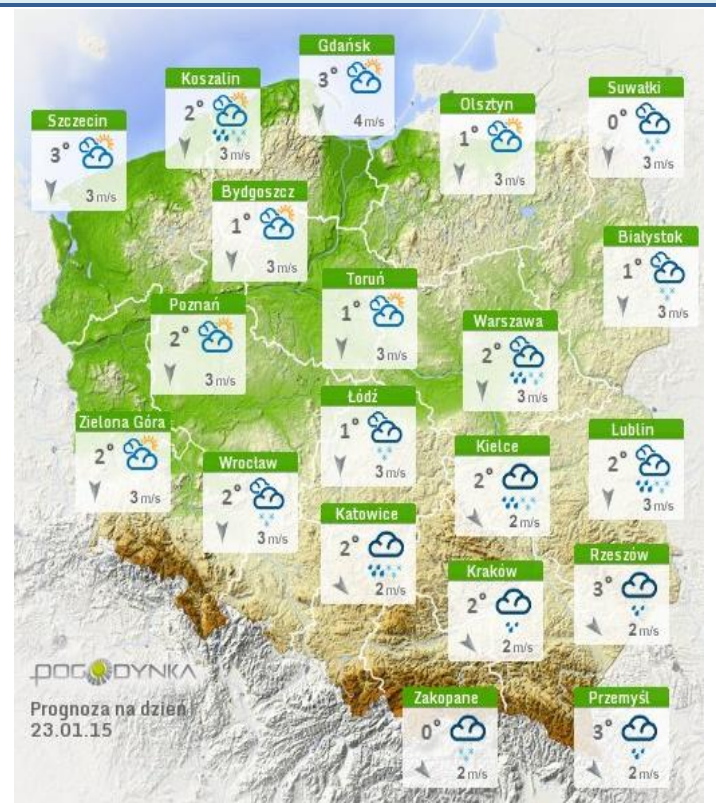 Gdańsk
3°
4 m/s
Koszalin
2°
3 m/s
Suwałki
0°
3 m/s
Olsztyn
1°
3 m/s
Szczecin
3°
3 m/s
Bydgoszcz
1°
3 m/s
Białystok
1°
3 m/s
Toruń
1°
3 m/s
Poznań
2°
3 m/s
Warszawa
2°
3 m/s
Łódź
1°
3 m/s
Zielona Góra
2°
3 m/s
Lublin
2°
3 m/s
Kielce
2°
2 m/s
Wrocław
2°
3 m/s
Katowice
2°
2 m/s
Rzeszów
3°
2 m/s
Kraków
2°
2 m/s
POGODYNKA
Prognoza na dzień
23.01.15
Zakopane
0°
2 m/s
Przemyśl
3°
2 m/s